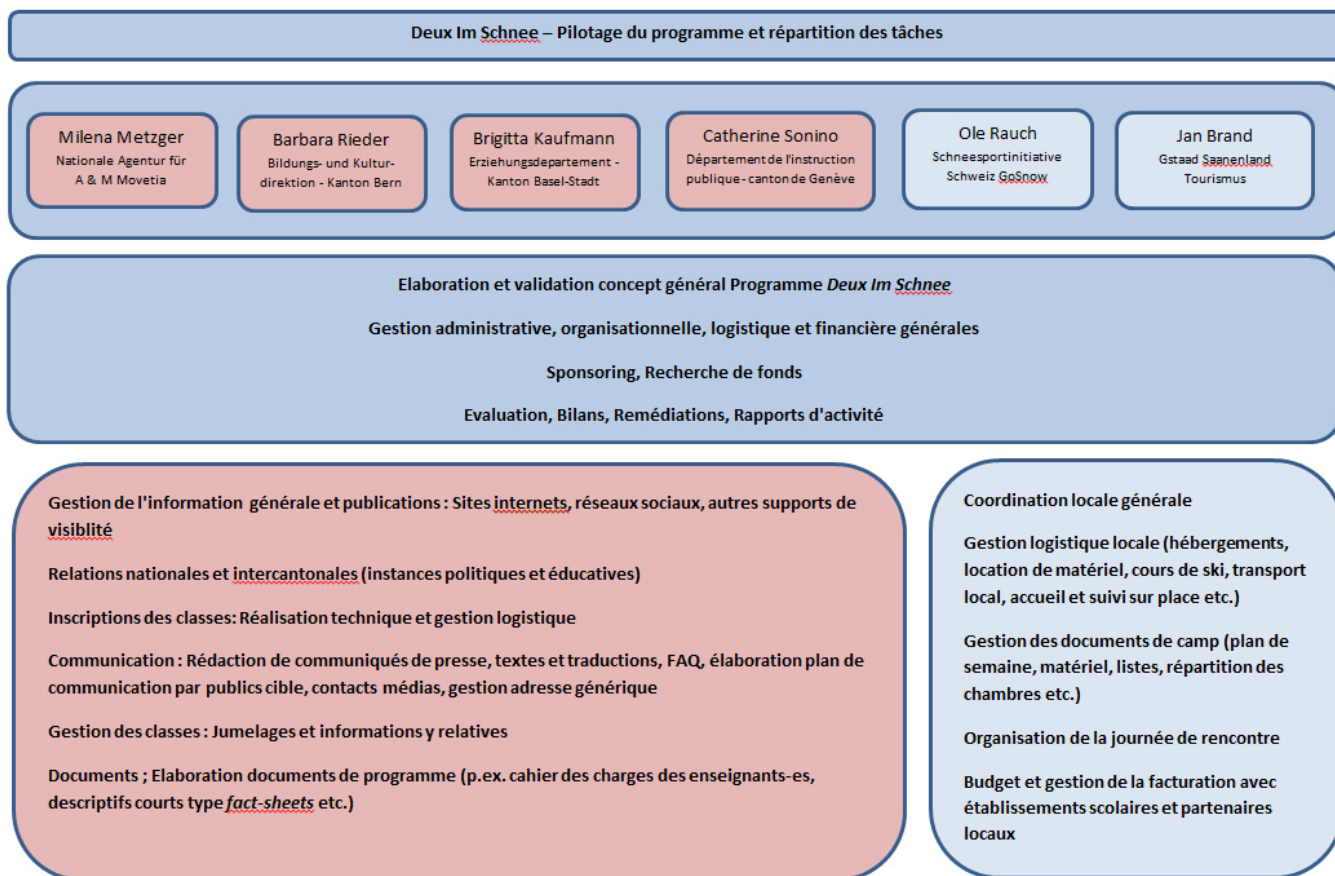 Deux Im Schnee – Pilotage du programme et répartition des tâches
Milena Metzger
Nationale Agentur für
A & M Movetia
Barbara Rieder
Bildungs- und Kultur-
direktion - Kanton Bern
Brigitta Kaufmann
Erziehungsdepartement -
Kanton Basel-Stadt
Catherine Sonino
Département de l'instruction
publique - canton de Genève
Ole Rauch
Schneesportinitiative
Schweiz GoSnow
Jan Brand
Gstaad Saanenland
Tourismus
Elaboration et validation concept général Programme Deux Im Schnee
Gestion administrative, organisationnelle, logistique et financière générales
Sponsoring, Recherche de fonds
Evaluation, Bilans, Remédiations, Rapports d'activité
Gestion de l'information générale et publications : Sites internets, réseaux sociaux, autres supports de
visiblité
Relations nationales et intercantonales (instances politiques et éducatives)
Inscriptions des classes: Réalisation technique et gestion logistique
Communication : Rédaction de communiqués de presse, textes et traductions, FAQ, élaboration plan de
communication par publics cible, contacts médias, gestion adresse générique
Gestion des classes : Jumelages et informations y relatives
Documents ; Elaboration documents de programme (p.ex. cahier des charges des enseignants-es,
descriptifs courts type fact-sheets etc.)
Coordination locale générale
Gestion logistique locale (hébergements,
location de matériel, cours de ski, transport
local, accueil et suivi sur place etc.)
Gestion des documents de camp (plan de
semaine, matériel, listes, répartition des
chambres etc.)
Organisation de la journée de rencontre
Budget et gestion de la facturation avec
établissements scolaires et partenaires
locaux